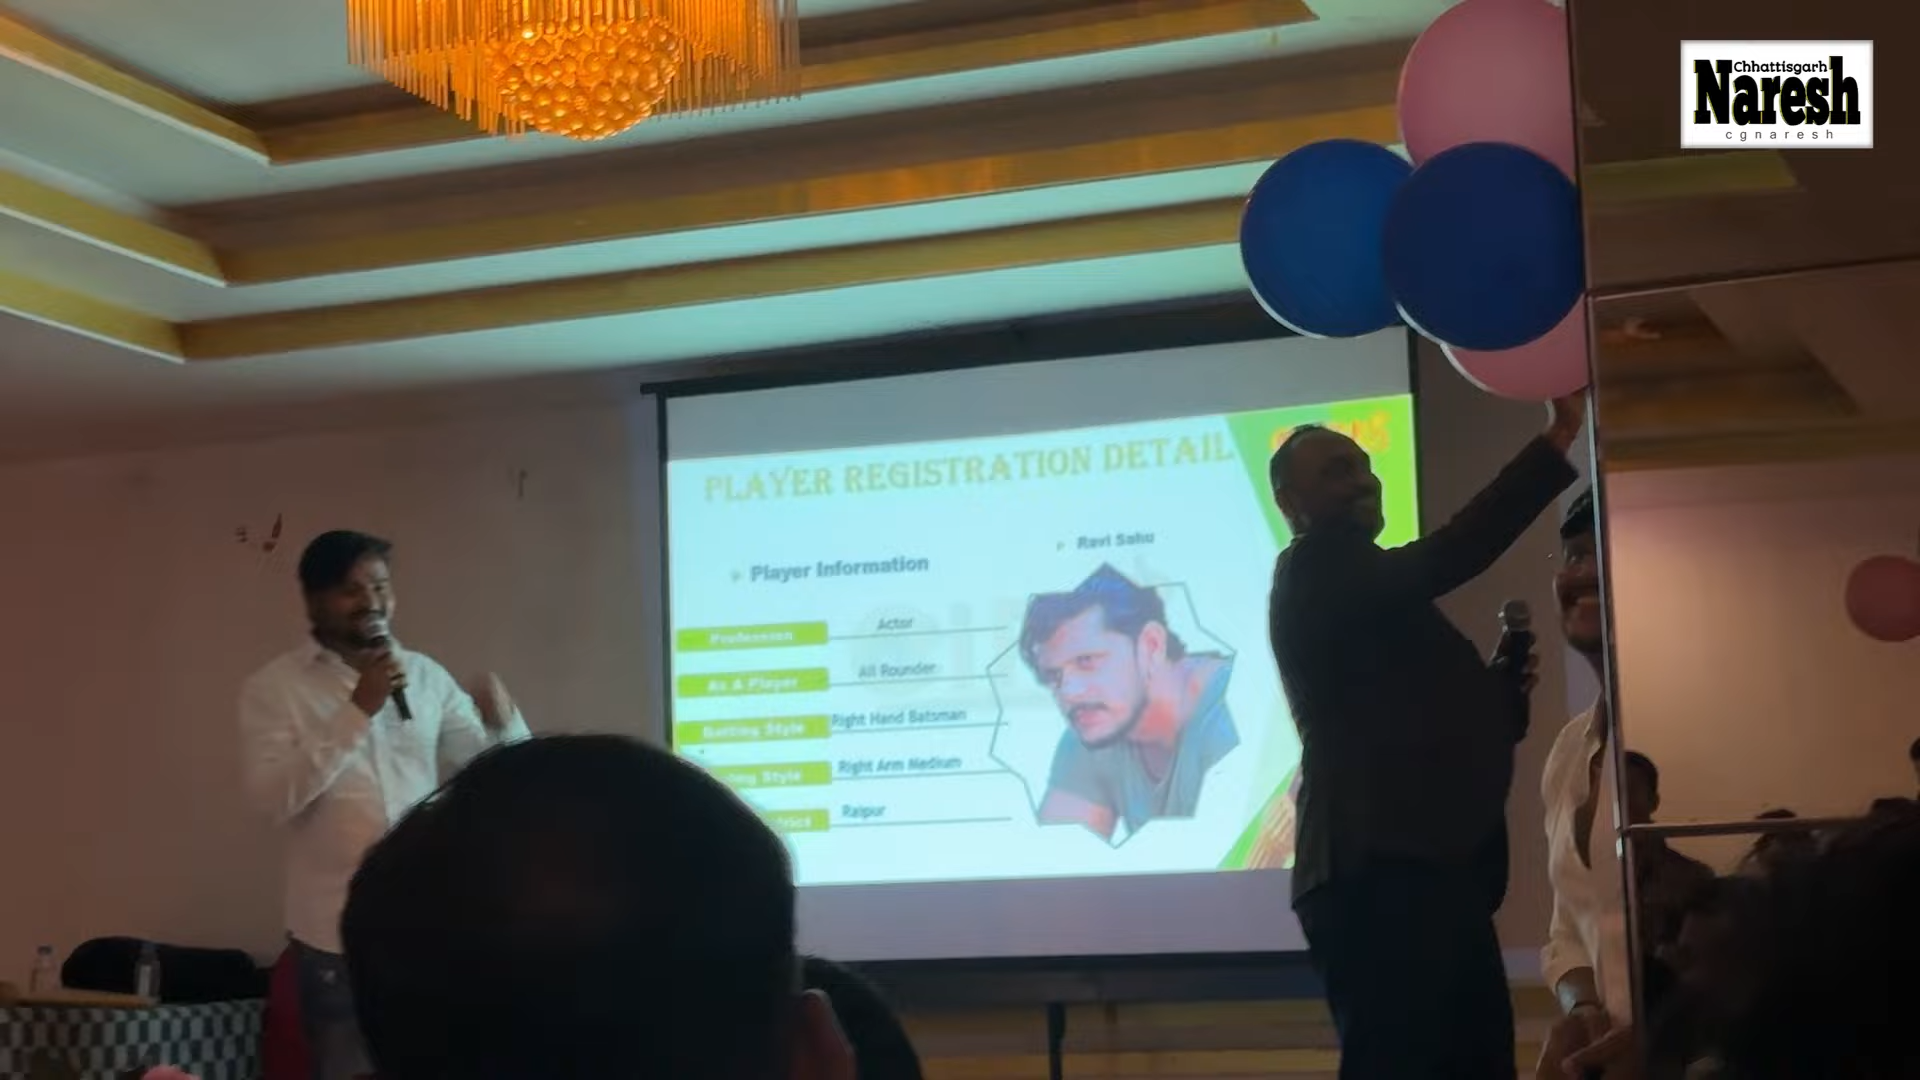 Chhattisgarh
Naresh
cgnaresh
PLAYER REGISTRATION DETAIL
Ravi Sahu
Player Information
Profession Actor
As A Player All Rounder
Batting Style Right Hand Batsman
Style Right Arm Medium
Raipur